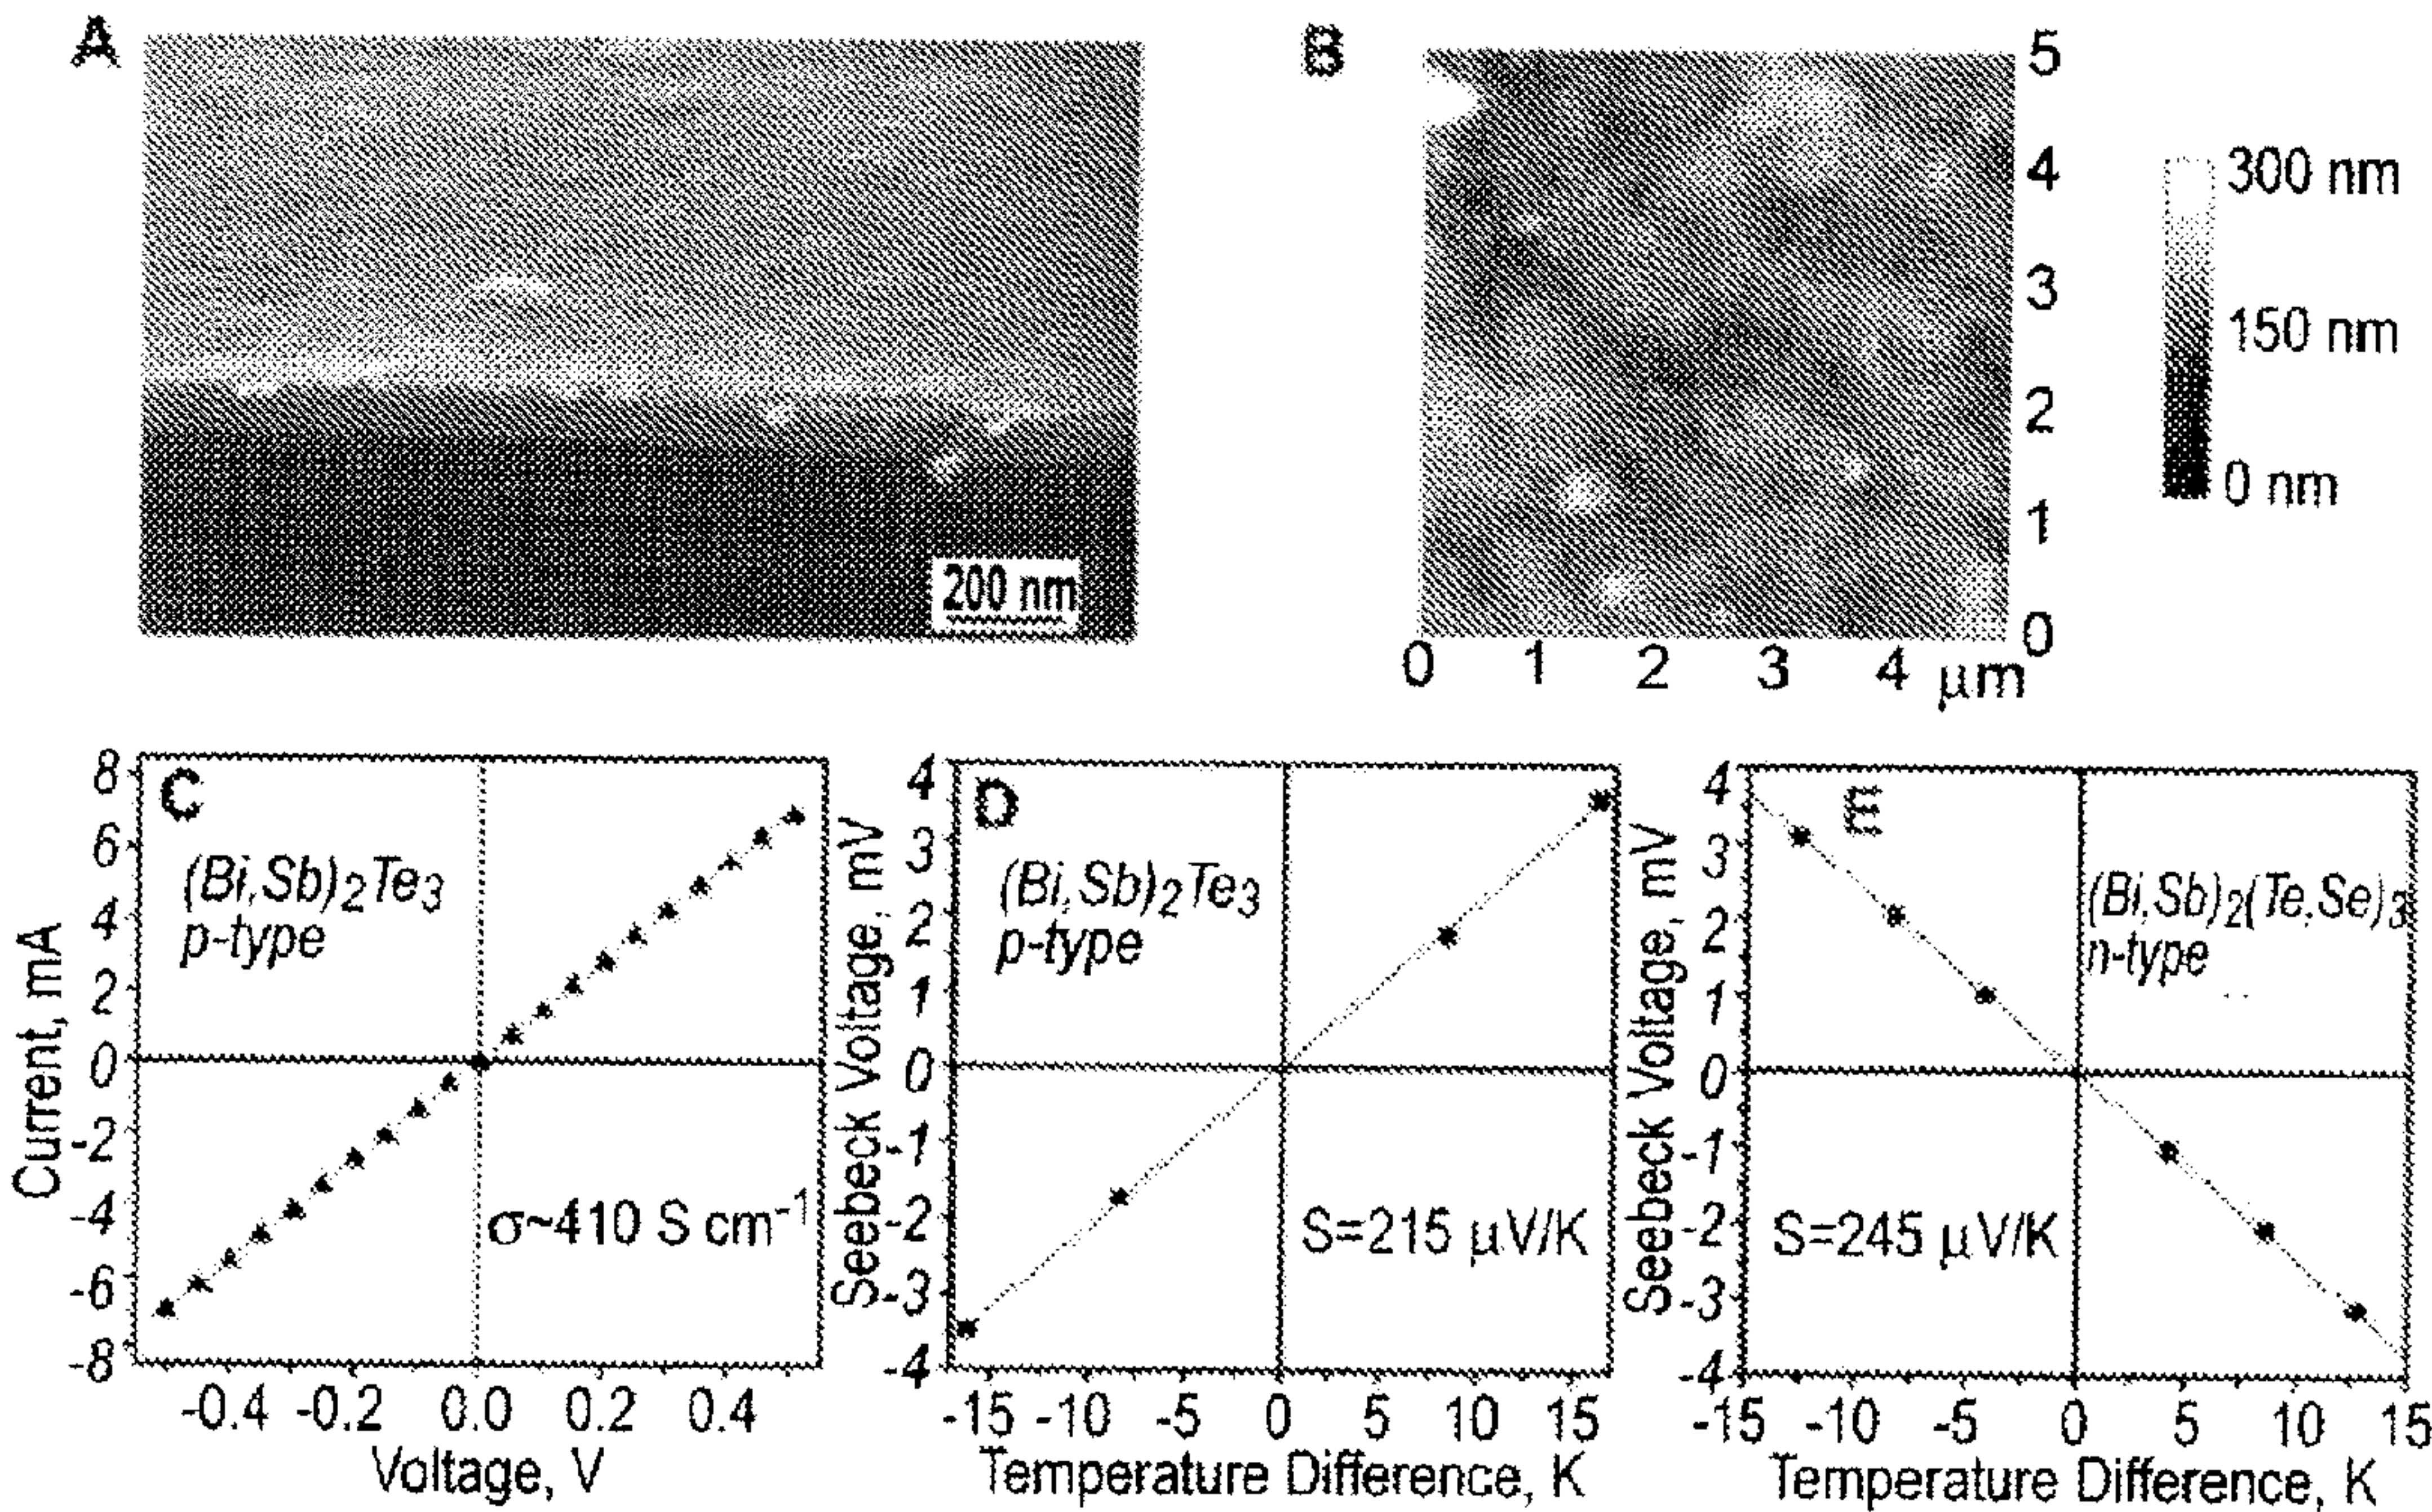 A
200 nm
B
5
4
3
2
1
0
0 1 2 3 4 µm
300 nm
150 nm
0 nm
C
(Bi,Sb)2Te3
p-type
σ~410 S cm-1
Current, mA
8
6
4
2
0
-2
-4
-6
-8
-0.4 -0.2 0.0 0.2 0.4
Voltage, V
D
(Bi,Sb)2Te3
p-type
S=215 µV/K
Seebeck Voltage, mV
4
3
2
1
0
-1
-2
-3
-4
-15 -10 -5 0 5 10 15
Temperature Difference, K
E
(Bi,Sb)2(Te,Se)3
n-type
S=245 µV/K
Seebeck Voltage, mV
4
3
2
1
0
-1
-2
-3
-4
-15 -10 -5 0 5 10 15
Temperature Difference, K